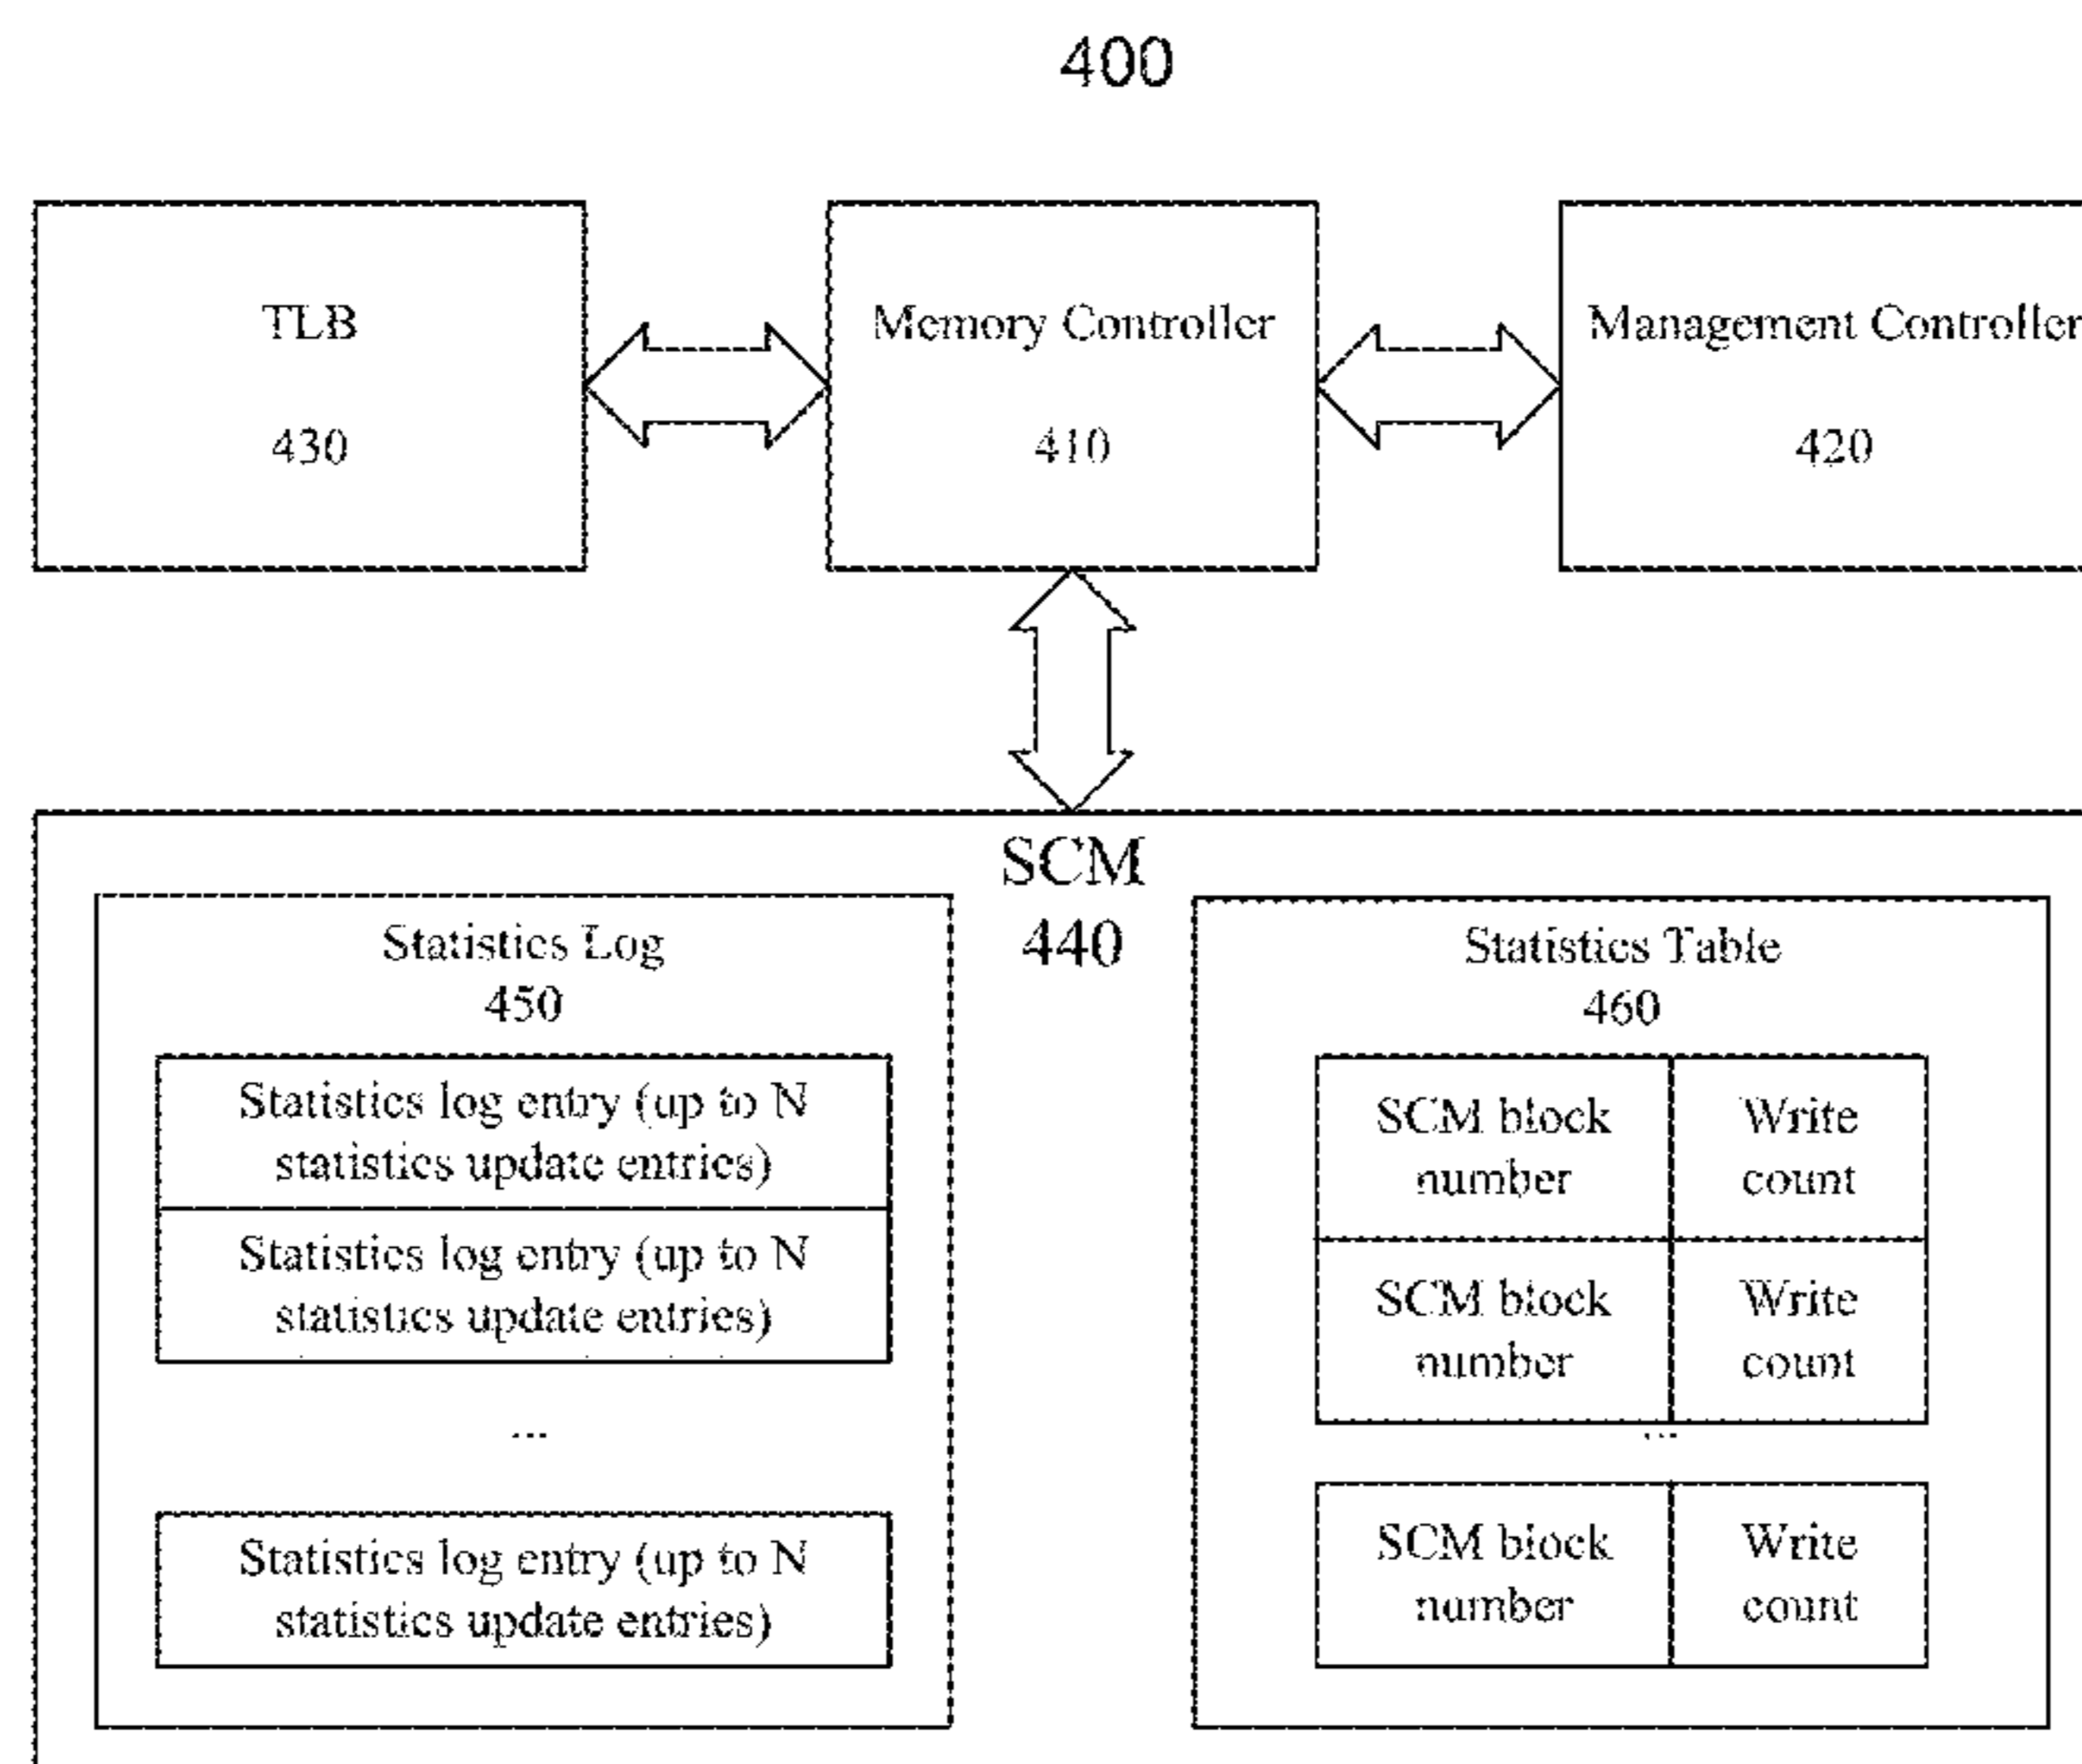 400
TLB
430
Memory Controller
410
Management Controller
420
SCM
440
Statistics Log
450
Statistics log entry (up to N
statistics update entries)
Statistics log entry (up to N
statistics update entries)
...
Statistics log entry (up to N
statistics update entries)
Statistics Table
460
SCM block
number
Write
count
SCM block
number
Write
count
...
SCM block
number
Write
count